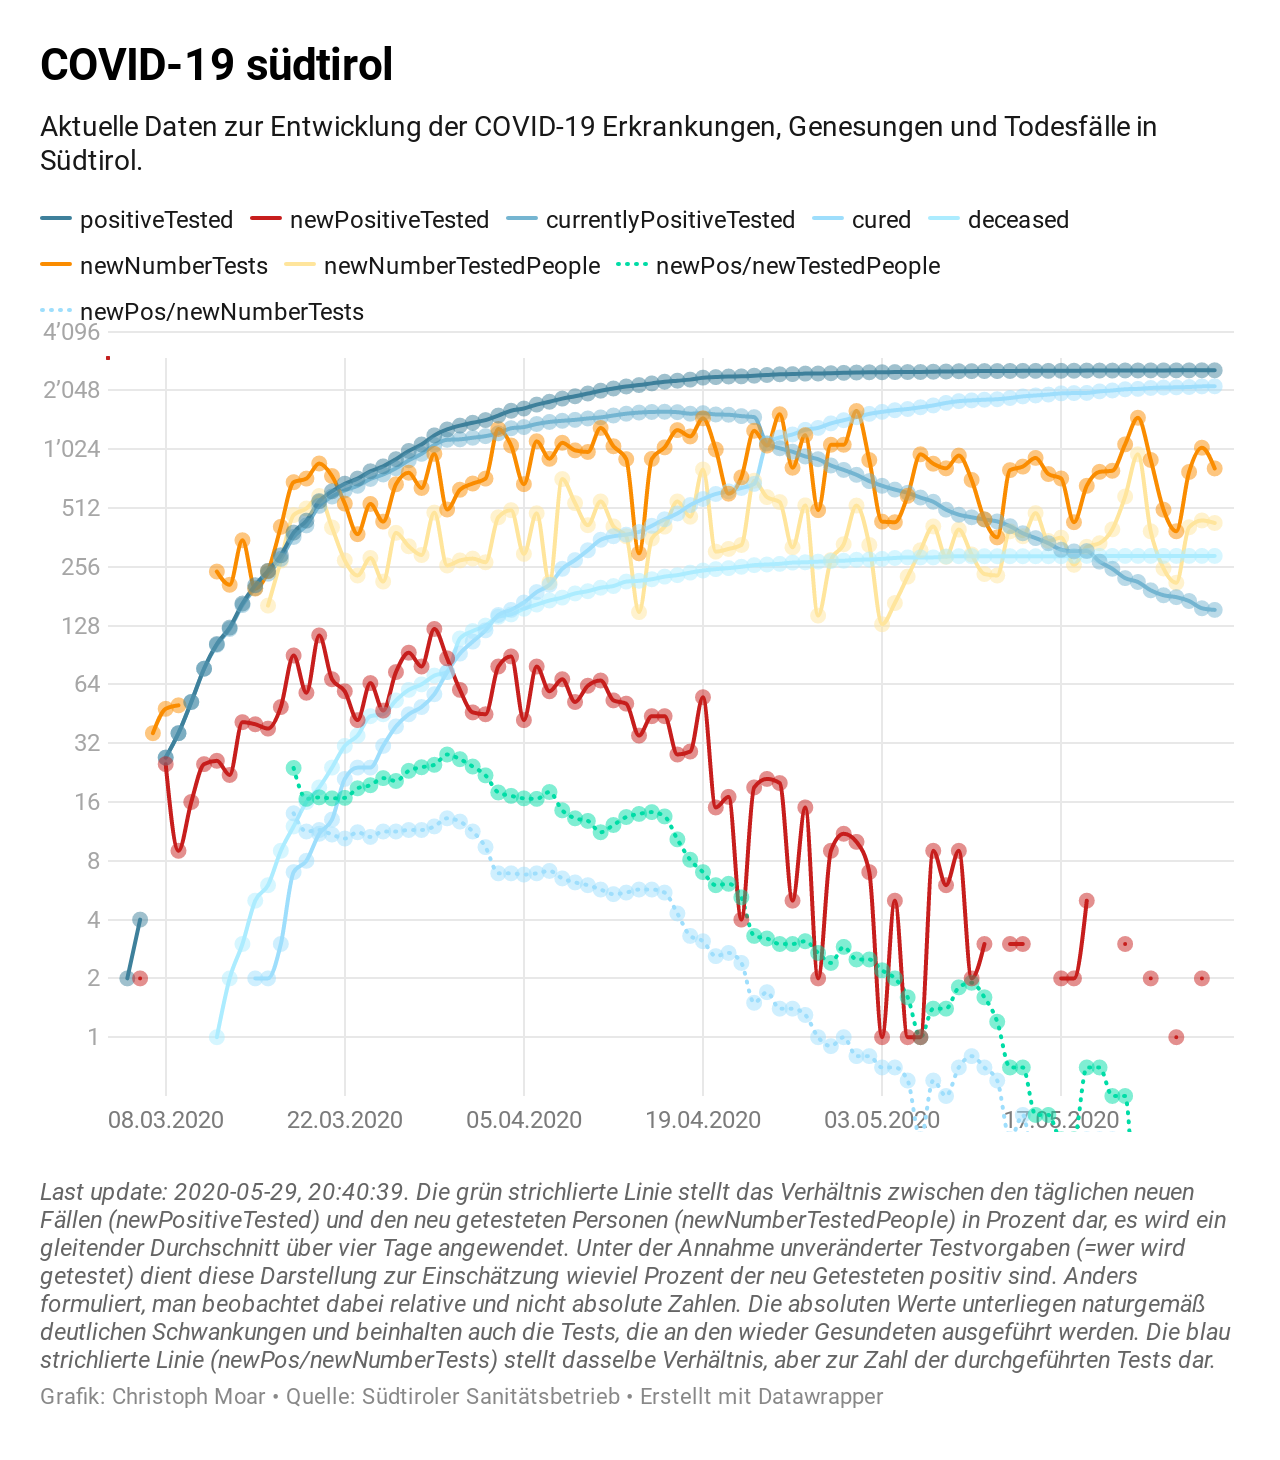 COVID-19 südtirol
Aktuelle Daten zur Entwicklung der COVID-19 Erkrankungen, Genesungen und Todesfälle in
Südtirol.
positiveTested newPositiveTested currentlyPositiveTested cured deceased
newNumberTests newNumberTestedPeople newPos/newTestedPeople
newPos/newNumberTests
4’096
2’048
1’024
512
256
128
64
32
16
8
4
2
1
08.03.2020 22.03.2020 05.04.2020 19.04.2020 03.05.2020 17.05.2020
Last update: 2020-05-29, 20:40:39. Die grün strichlierte Linie stellt das Verhältnis zwischen den täglichen neuen
Fällen (newPositiveTested) und den neu getesteten Personen (newNumberTestedPeople) in Prozent dar, es wird ein
gleitender Durchschnitt über vier Tage angewendet. Unter der Annahme unveränderter Testvorgaben (=wer wird
getestet) dient diese Darstellung zur Einschätzung wieviel Prozent der neu Getesteten positiv sind. Anders
formuliert, man beobachtet dabei relative und nicht absolute Zahlen. Die absoluten Werte unterliegen naturgemäß
deutlichen Schwankungen und beinhalten auch die Tests, die an den wieder Gesundeten ausgeführt werden. Die blau
strichlierte Linie (newPos/newNumberTests) stellt dasselbe Verhältnis, aber zur Zahl der durchgeführten Tests dar.
Grafik: Christoph Moar • Quelle: Südtiroler Sanitätsbetrieb • Erstellt mit Datawrapper